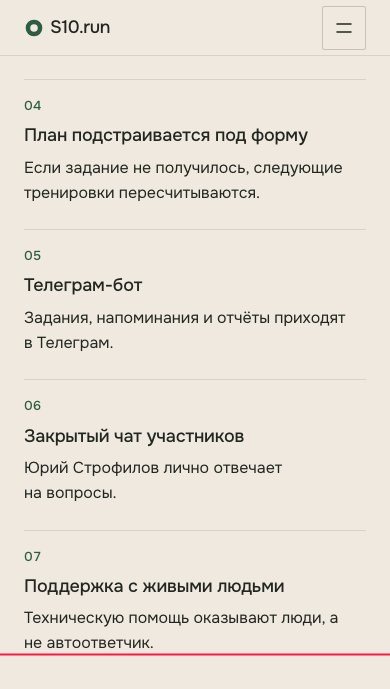 S10.run
04
План подстраивается под форму
Если задание не получилось, следующие
тренировки пересчитываются.
05
Телеграм-бот
Задания, напоминания и отчёты приходят
в Телеграм.
06
Закрытый чат участников
Юрий Строфилов лично отвечает
на вопросы.
07
Поддержка с живыми людьми
Техническую помощь оказывают люди, а
не автоответчик.